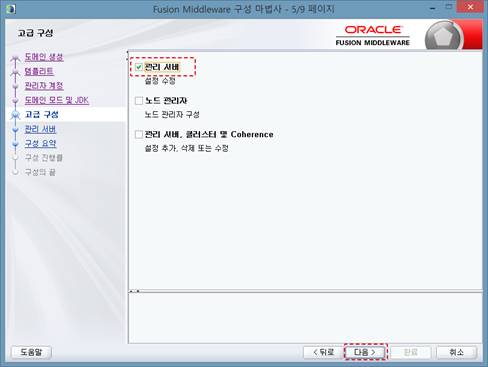 Fusion Middleware 구성 마법사 - 5/9 페이지
고급 구성
ORACLE
FUSION MIDDLEWARE
도메인 생성
템플리트
관리자 계정
도메인 모드 및 JDK
고급 구성
관리 서버
구성 요약
구성 진행률
구성의 끝
관리 서버
설정 수정
노드 관리자
노드 관리자 구성
관리 서버, 클러스터 및 Coherence
설정 추가, 삭제 또는 수정
도움말
< 뒤로
다음 >
완료
취소